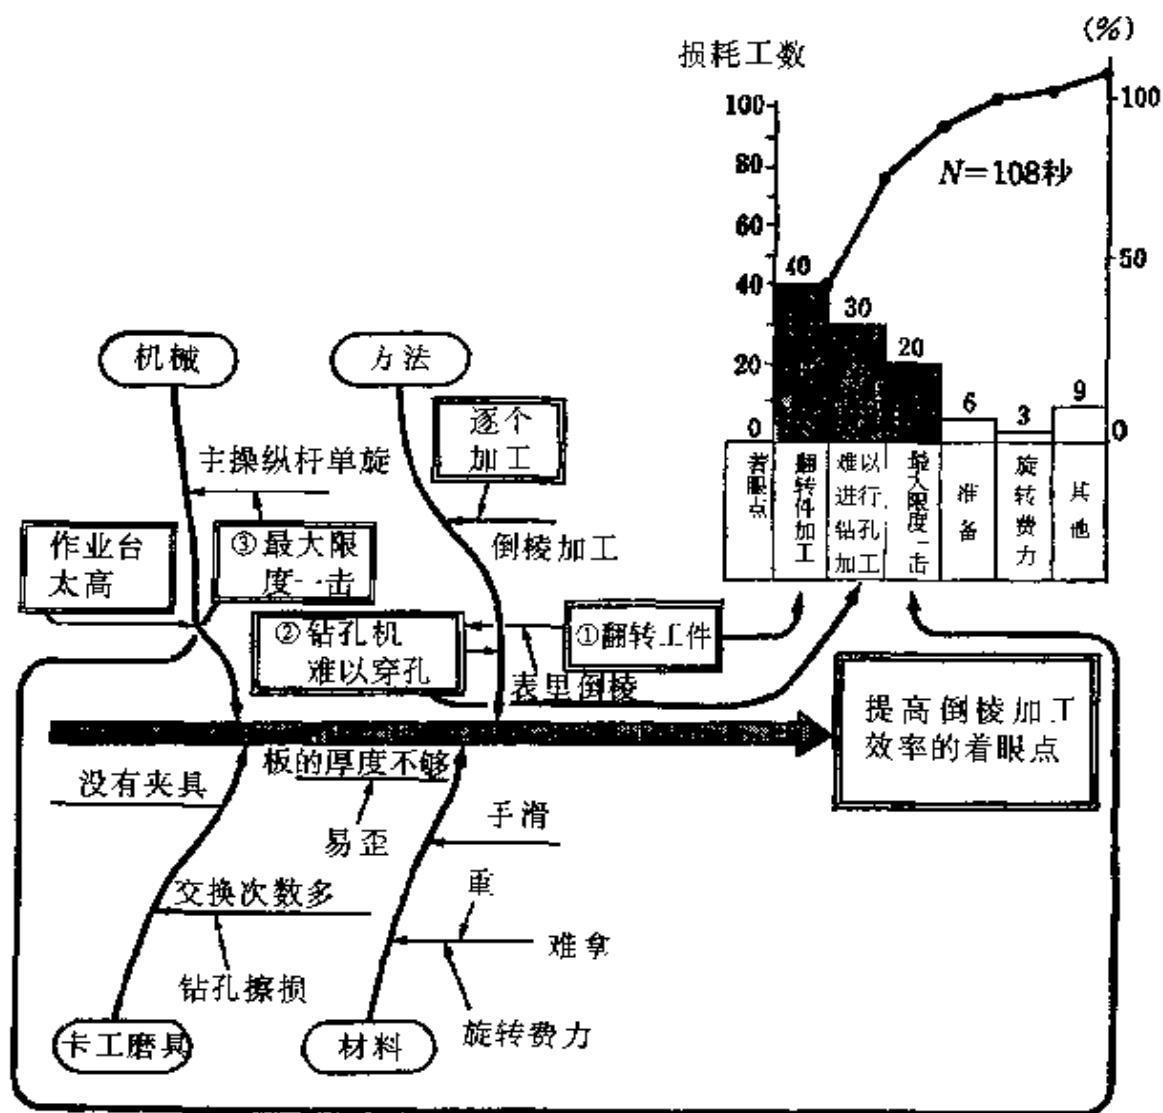 (%)
损耗工数
100
80
60
40
20
0
100
50
0
N=108秒
40
30
20
6
3
9
着眼点
翻转件加工
难以
进行
钻孔
加工
最大限度一击
准备
旋转费力
其他
机械
方法
逐个
加工
主操纵杆单旋
作业台
太高
③最大限
度一击
倒棱加工
②钻孔机
难以穿孔
①翻转工件
表里倒棱
提高倒棱加工
效率的着眼点
没有夹具
板的厚度不够
易歪
手滑
交换次数多
重
难拿
钻孔擦损
旋转费力
卡工磨具
材料